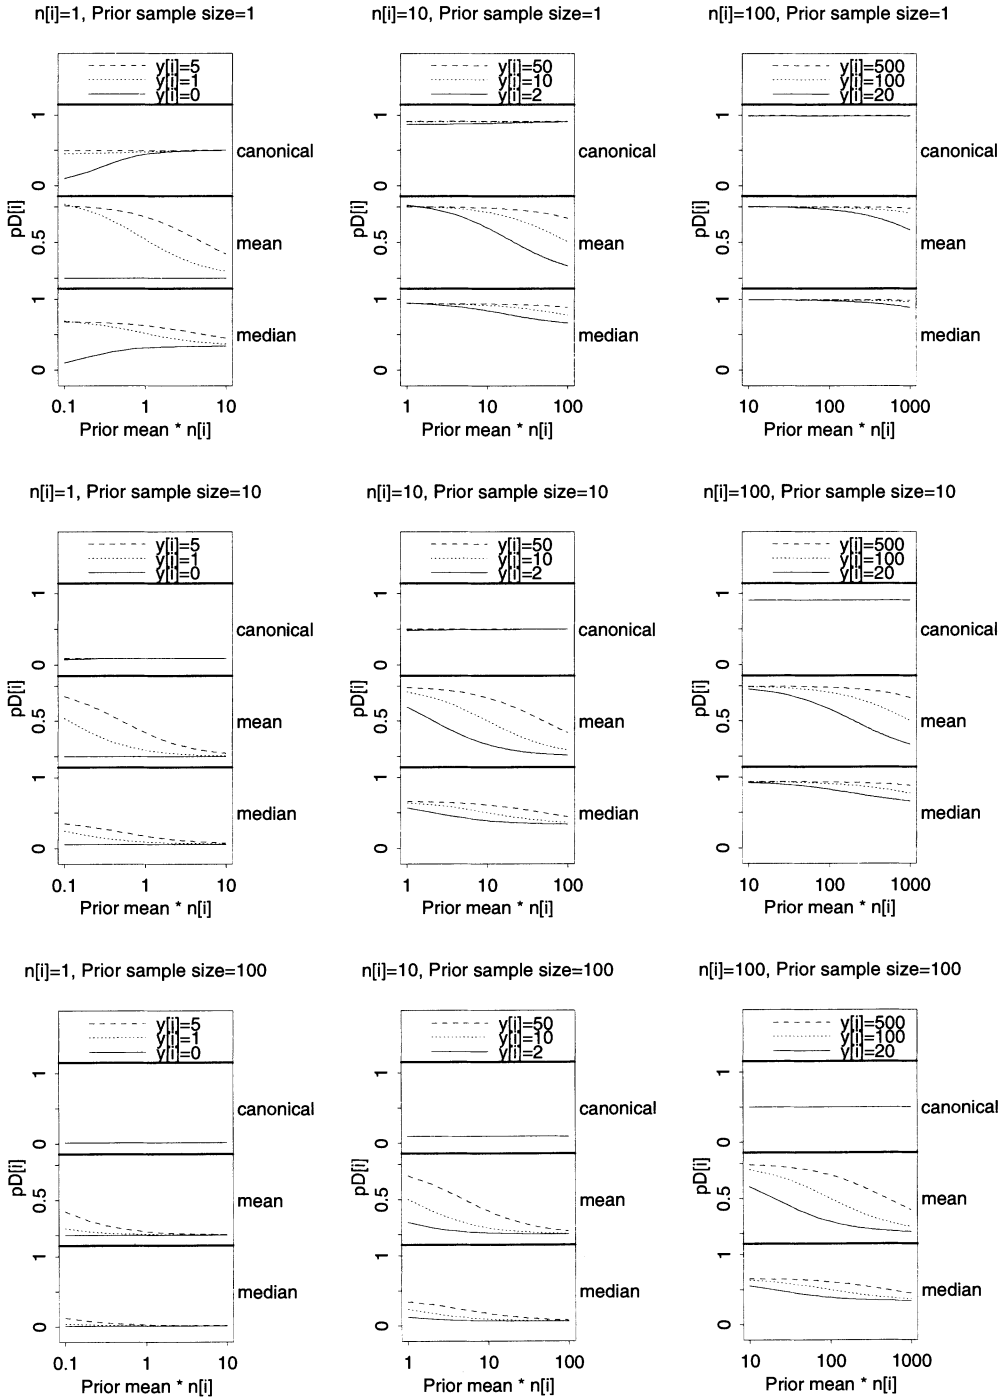 n[i]=1, Prior sample size=1
y[i]=5
y[i]=1
y[i]=0
1
0
canonical
pD[i]
0.5
mean
1
0
median
0.1 1 10
Prior mean * n[i]
n[i]=10, Prior sample size=1
y[i]=50
y[i]=10
y[i]=2
1
0
canonical
pD[i]
0.5
mean
1
0
median
1 10 100
Prior mean * n[i]
n[i]=100, Prior sample size=1
y[i]=500
y[i]=100
y[i]=20
1
0
canonical
pD[i]
0.5
mean
1
0
median
10 100 1000
Prior mean * n[i]
n[i]=1, Prior sample size=10
y[i]=5
y[i]=1
y[i]=0
1
0
canonical
pD[i]
0.5
mean
1
0
median
0.1 1 10
Prior mean * n[i]
n[i]=10, Prior sample size=10
y[i]=50
y[i]=10
y[i]=2
1
0
canonical
pD[i]
0.5
mean
1
0
median
1 10 100
Prior mean * n[i]
n[i]=100, Prior sample size=10
y[i]=500
y[i]=100
y[i]=20
1
0
canonical
pD[i]
0.5
mean
1
0
median
10 100 1000
Prior mean * n[i]
n[i]=1, Prior sample size=100
y[i]=5
y[i]=1
y[i]=0
1
0
canonical
pD[i]
0.5
mean
1
0
median
0.1 1 10
Prior mean * n[i]
n[i]=10, Prior sample size=100
y[i]=50
y[i]=10
y[i]=2
1
0
canonical
pD[i]
0.5
mean
1
0
median
1 10 100
Prior mean * n[i]
n[i]=100, Prior sample size=100
y[i]=500
y[i]=100
y[i]=20
1
0
canonical
pD[i]
0.5
mean
1
0
median
10 100 1000
Prior mean * n[i]